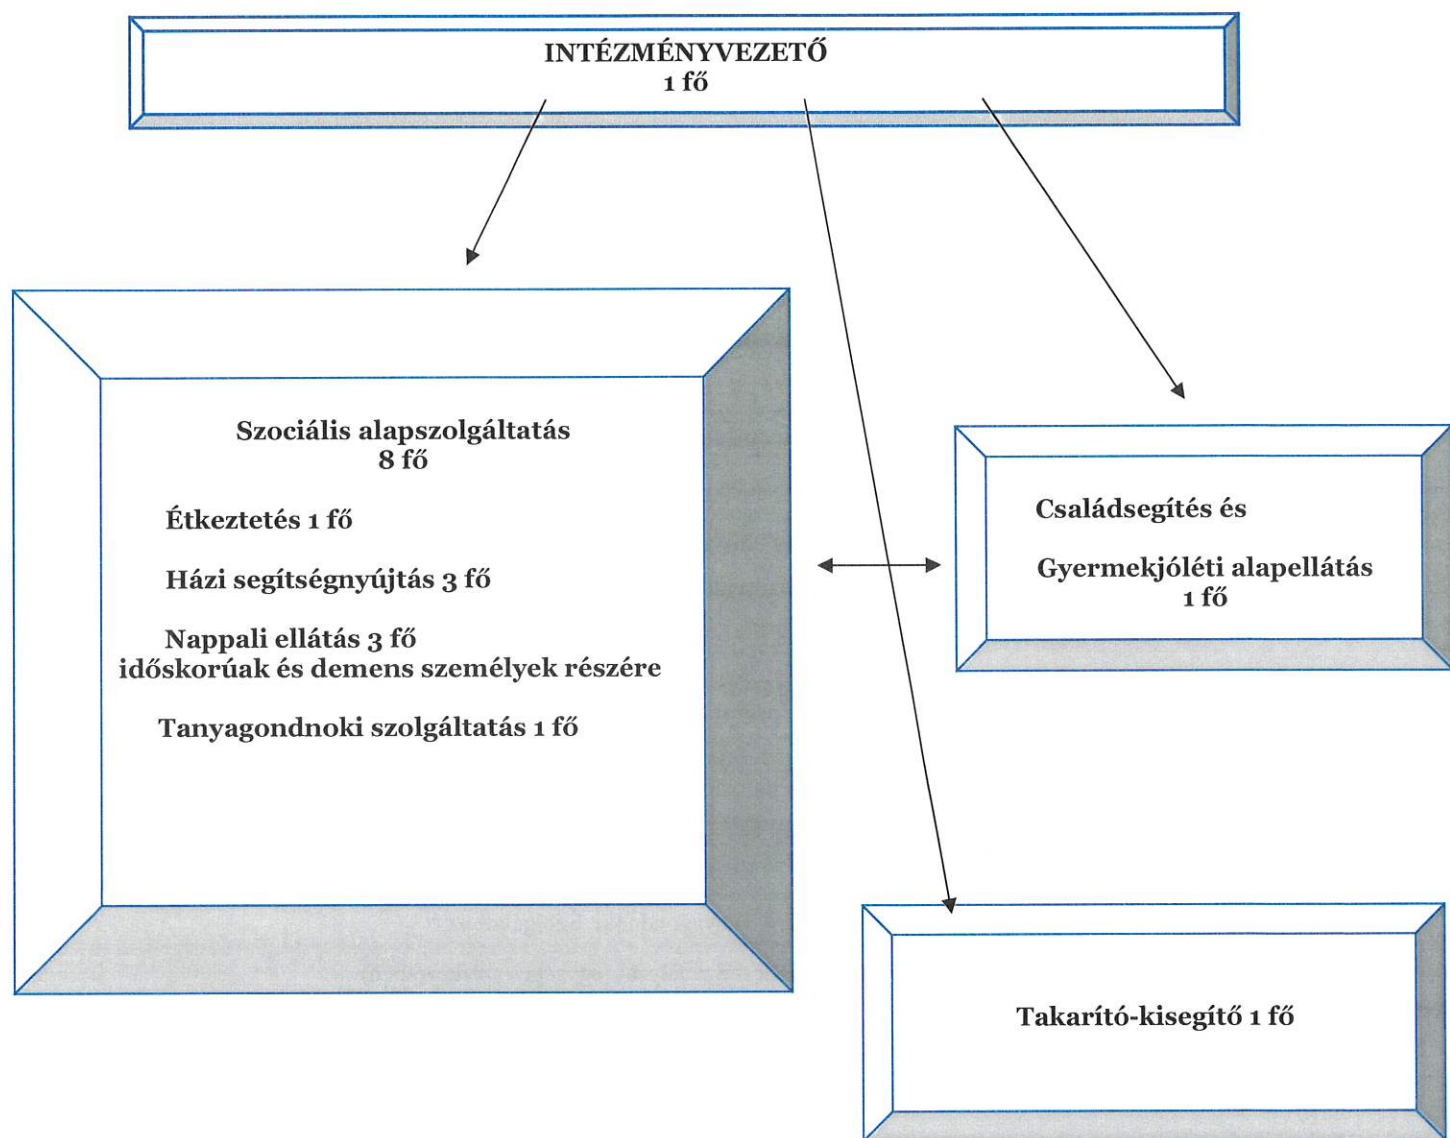 INTÉZMÉNYVEZETŐ
1 fő
Szociális alapszolgáltatás
8 fő
Étkeztetés 1 fő
Házi segítségnyújtás 3 fő
Nappali ellátás 3 fő
időskorúak és demens személyek részére
Tanyagondnoki szolgáltatás 1 fő
Családsegítés és
Gyermekjóléti alapellátás
1 fő
Takarító-kisegítő 1 fő